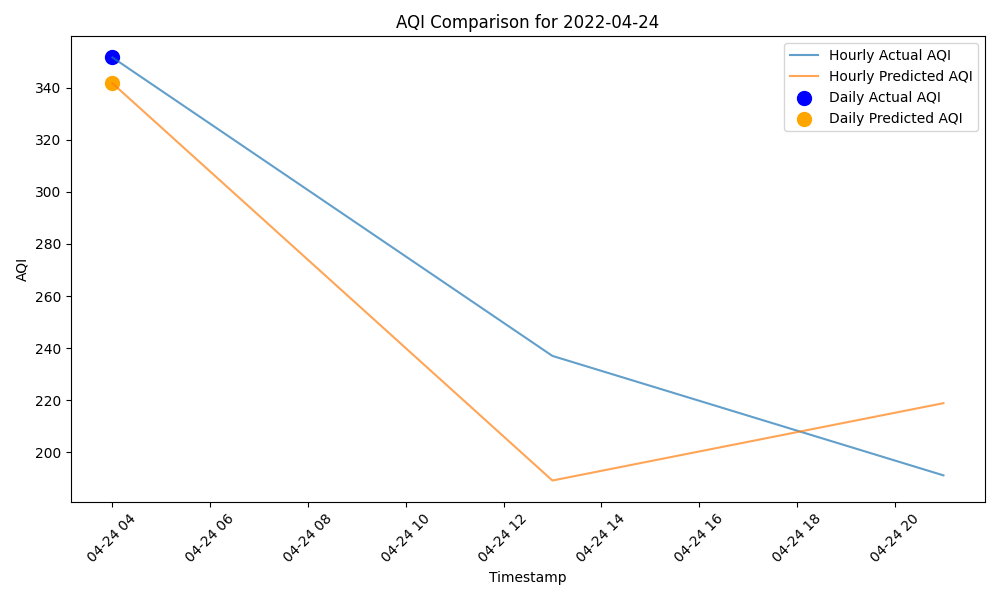 AQI Comparison for 2022-04-24
Hourly Actual AQI
Hourly Predicted AQI
Daily Actual AQI
Daily Predicted AQI
AQI
340
320
300
280
260
240
220
200
04-24 04
04-24 06
04-24 08
04-24 10
04-24 12
04-24 14
04-24 16
04-24 18
04-24 20
Timestamp